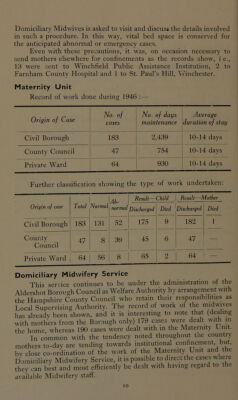 Domiciliary Midwives is asked to visit and discuss the details involved
in such a procedure. In this way, vital bed space is conserved for
the anticipated abnormal or emergency cases.
Even with these precautions, it was, on occasion necessary to
send mothers elsewhere for confinements as the records show, i.e.,
13 were sent to Winchfield Public Assistance Institution, 2 to
Farnham County Hospital and 1 to St. Paul's Hill, Winchester.
Maternity Unit
Record of work done during 1946 :—
Origin of Case No. of cases No. of days maintenance Average duration of stay
Civil Borough 183 2,439 10-14 days
County Council 47 754 10-14 days
Private Ward 64 930 10-14 days
Further classification showing the type of work undertaken:
Origin of case Total Normal Ab-normal Result—Child Discharged Died Result—Mother Discharged Died
Civil Borough 183 131 52 175 9 182 1
County Council 47 8 39 45 6 47 —
Private Ward 64 56 8 65 2 64 —
Domiciliary Midwifery Service
This service continues to be under the administration of the
Aldershot Borough Council as Welfare Authority by arrangement with
the Hampshire County Council who retain their responsibilities as
Local Supervising Authority. The record of work of the midwives
has already been shown, and it is interesting to note that (dealing
with mothers from the Borough only) 179 cases were dealt with in
the home, whereas 190 cases were dealt with in the Maternity Unit.
In common with the tendency noted throughout the country
mothers to-day are tending towards institutional confinement, but,
by close co-ordination of the work of the Maternity Unit and the
Domiciliary Midwifery Service, it is possible to direct the cases where
they can best and most efficiently be dealt with having regard to the
available Midwifery staff.